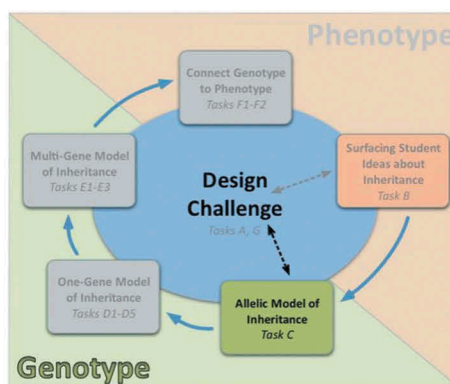 Phenotype
Connect Genotype
to Phenotype
Tasks F1-F2
Surfacing Student
Ideas about
Inheritance
Task B
Multi-Gene Model
of Inheritance
Tasks E1-E3
Design
Challenge
Tasks A, G
One-Gene Model
of Inheritance
Tasks D1-D5
Allelic Model of
Inheritance
Task C
Genotype